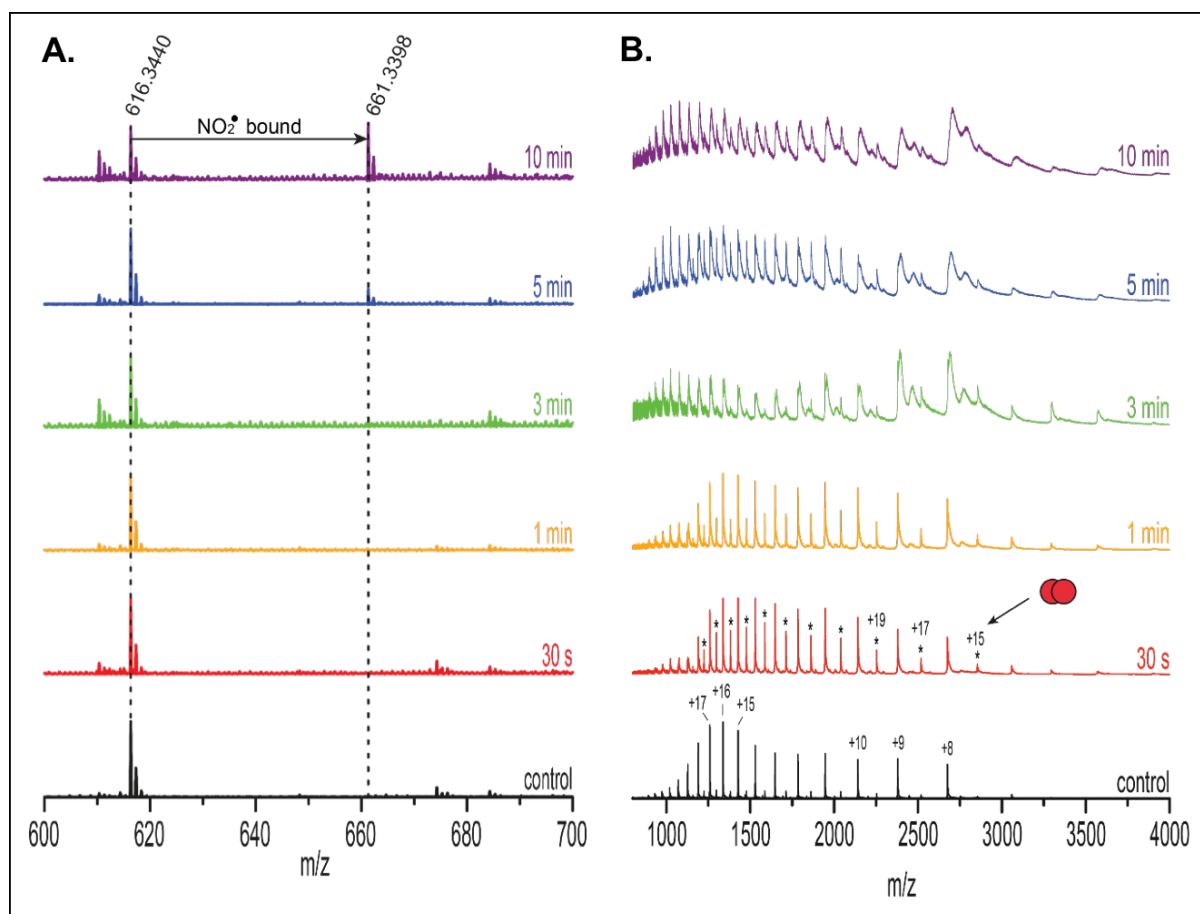 A.
616.3440
661.3398
NO₂• bound
10 min
5 min
3 min
1 min
30 s
control
600
620
640
660
680
700
m/z
B.
10 min
5 min
3 min
1 min
* * * * * * * * +19 * +17 * +15 *
30 s
+17
+16
+15
+10
+9
+8
control
1000
1500
2000
2500
3000
3500
4000
m/z